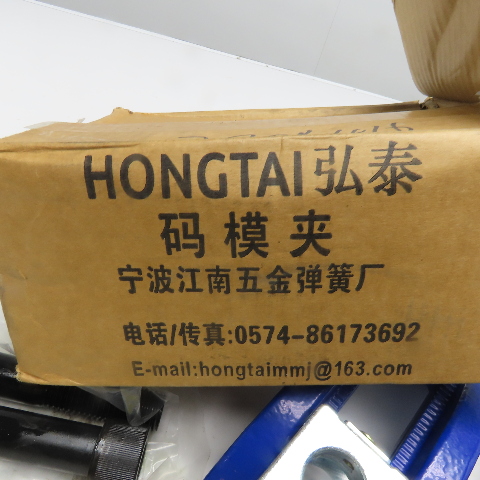 HONGTAI弘泰
码模夹
宁波江南五金弹簧厂
电话/传真:0574-86173692
E-mail:hongtaimmj@163.com